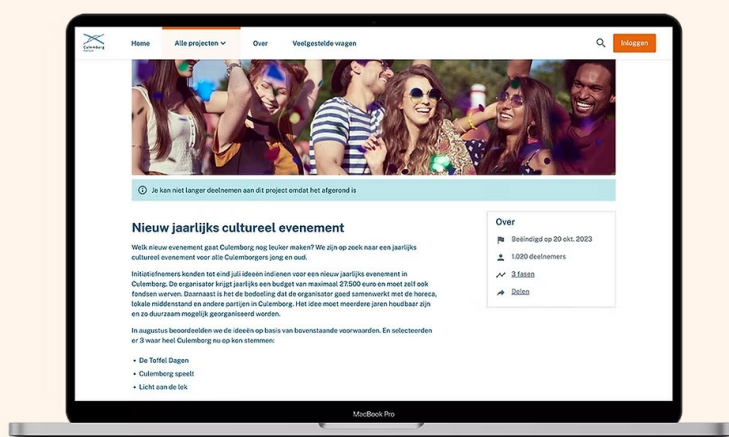 Culemborg
Home
Alle projecten
Over
Veelgestelde vragen
Inloggen
Je kan niet langer deelnemen aan dit project omdat het afgerond is
Nieuw jaarlijks cultureel evenement
Welk nieuw evenement gaat Culemborg nog leuker maken? We zijn op zoek naar een jaarlijks
cultureel evenement voor alle Culemborgers jong en oud.
Initiatiefnemers konden tot eind juli ideeën indienen voor een nieuw jaarlijks evenement in
Culemborg. De organisator krijgt jaarlijks een budget van maximaal 27.500 euro en moet zelf ook
fondsen werven. Daarnaast is het de bedoeling dat de organisator goed samenwerkt met de horeca,
lokale middenstand en andere partijen in Culemborg. Het idee moet meerdere jaren houdbaar zijn
en zo duurzaam mogelijk georganiseerd worden.
In augustus beoordeelden we de ideeën op basis van bovenstaande voorwaarden. En selecteerden
er 3 waar heel Culemborg nu op kon stemmen:
• De Taffel Dagen
• Culemborg speelt
• Licht aan de lek
Over
Beëindigd op 20 okt. 2023
1.020 deelnemers
3 fasen
Delen
MacBook Pro